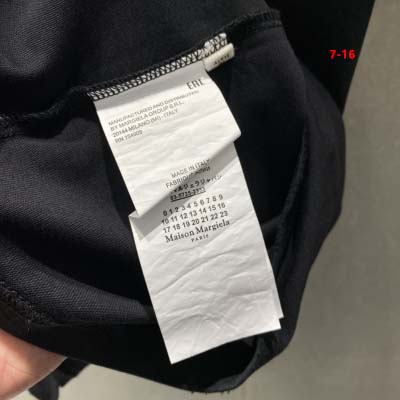 7-16
EAC
MANUFACTURED AND DISTRIBUTED
BY MARGIELA GROUP S.R.L.
20144 MILANO (MI) - ITALY
MADE IN ITALY
0 1 2 3 4 5 6 7 8 9
10 11 12 13 14 15 16
17 18 19 20 21 22 23
Maison Margiela
PARIS